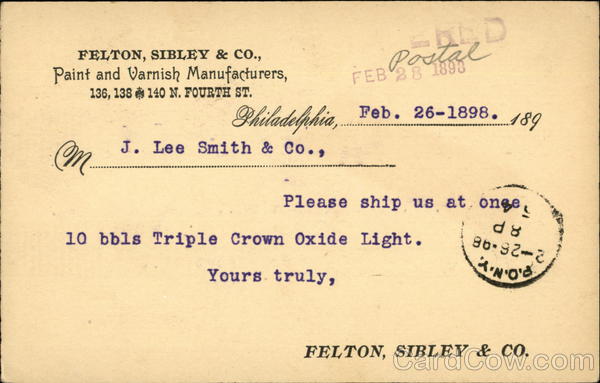 FELTON, SIBLEY & CO.,
Paint and Varnish Manufacturers,
136, 138 & 140 N. FOURTH ST.
Postal
FEB 28 1898
Philadelphia, Feb. 26-1898. 189
M J. Lee Smith & Co.,
Please ship us at once
10 bbls Triple Crown Oxide Light.
Yours truly,
P.O.N.Y.
2-26-98
8 P
FELTON, SIBLEY & CO.
CardCow.com